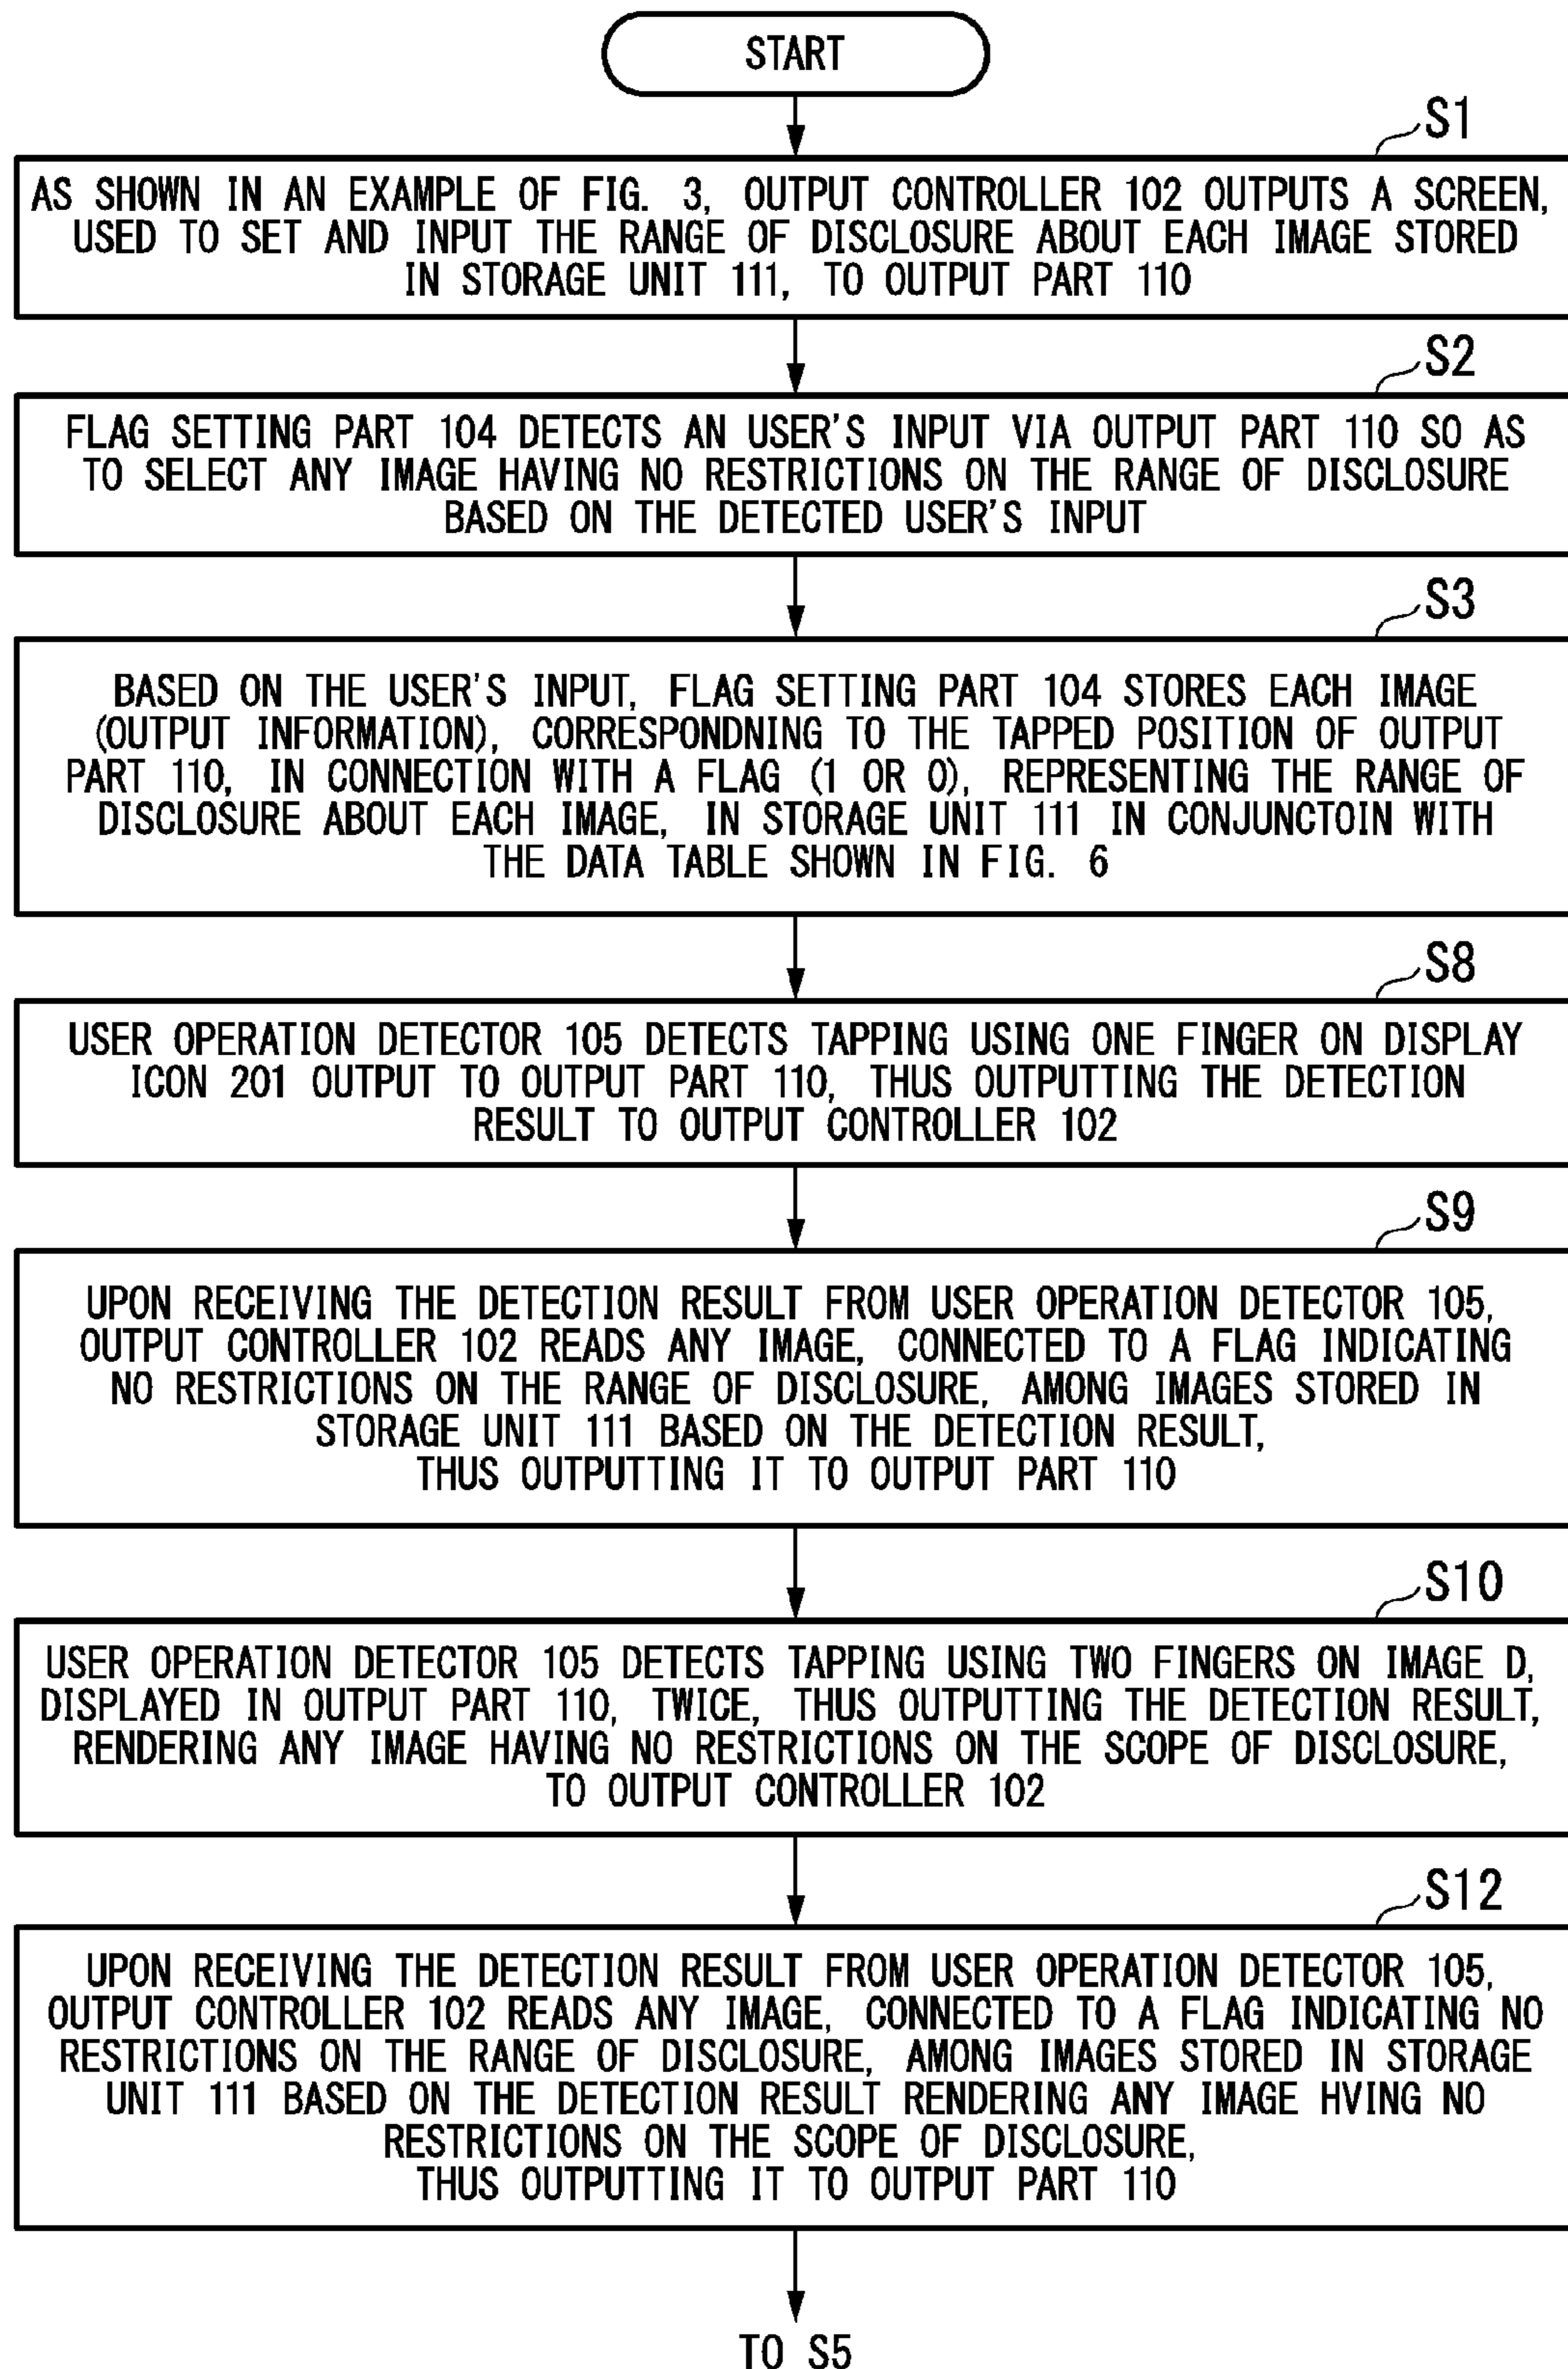 START
S1
AS SHOWN IN AN EXAMPLE OF FIG. 3, OUTPUT CONTROLLER 102 OUTPUTS A SCREEN,
USED TO SET AND INPUT THE RANGE OF DISCLOSURE ABOUT EACH IMAGE STORED
IN STORAGE UNIT 111, TO OUTPUT PART 110
S2
FLAG SETTING PART 104 DETECTS AN USER'S INPUT VIA OUTPUT PART 110 SO AS
TO SELECT ANY IMAGE HAVING NO RESTRICTIONS ON THE RANGE OF DISCLOSURE
BASED ON THE DETECTED USER'S INPUT
S3
BASED ON THE USER'S INPUT, FLAG SETTING PART 104 STORES EACH IMAGE
(OUTPUT INFORMATION), CORRESPONDNING TO THE TAPPED POSITION OF OUTPUT
PART 110, IN CONNECTION WITH A FLAG (1 OR 0), REPRESENTING THE RANGE OF
DISCLOSURE ABOUT EACH IMAGE, IN STORAGE UNIT 111 IN CONJUNCTOIN WITH
THE DATA TABLE SHOWN IN FIG. 6
S8
USER OPERATION DETECTOR 105 DETECTS TAPPING USING ONE FINGER ON DISPLAY
ICON 201 OUTPUT TO OUTPUT PART 110, THUS OUTPUTTING THE DETECTION
RESULT TO OUTPUT CONTROLLER 102
S9
UPON RECEIVING THE DETECTION RESULT FROM USER OPERATION DETECTOR 105,
OUTPUT CONTROLLER 102 READS ANY IMAGE, CONNECTED TO A FLAG INDICATING
NO RESTRICTIONS ON THE RANGE OF DISCLOSURE, AMONG IMAGES STORED IN
STORAGE UNIT 111 BASED ON THE DETECTION RESULT,
THUS OUTPUTTING IT TO OUTPUT PART 110
S10
USER OPERATION DETECTOR 105 DETECTS TAPPING USING TWO FINGERS ON IMAGE D,
DISPLAYED IN OUTPUT PART 110, TWICE, THUS OUTPUTTING THE DETECTION RESULT,
RENDERING ANY IMAGE HAVING NO RESTRICTIONS ON THE SCOPE OF DISCLOSURE,
TO OUTPUT CONTROLLER 102
S12
UPON RECEIVING THE DETECTION RESULT FROM USER OPERATION DETECTOR 105,
OUTPUT CONTROLLER 102 READS ANY IMAGE, CONNECTED TO A FLAG INDICATING NO
RESTRICTIONS ON THE RANGE OF DISCLOSURE, AMONG IMAGES STORED IN STORAGE
UNIT 111 BASED ON THE DETECTION RESULT RENDERING ANY IMAGE HVING NO
RESTRICTIONS ON THE SCOPE OF DISCLOSURE,
THUS OUTPUTTING IT TO OUTPUT PART 110
TO S5